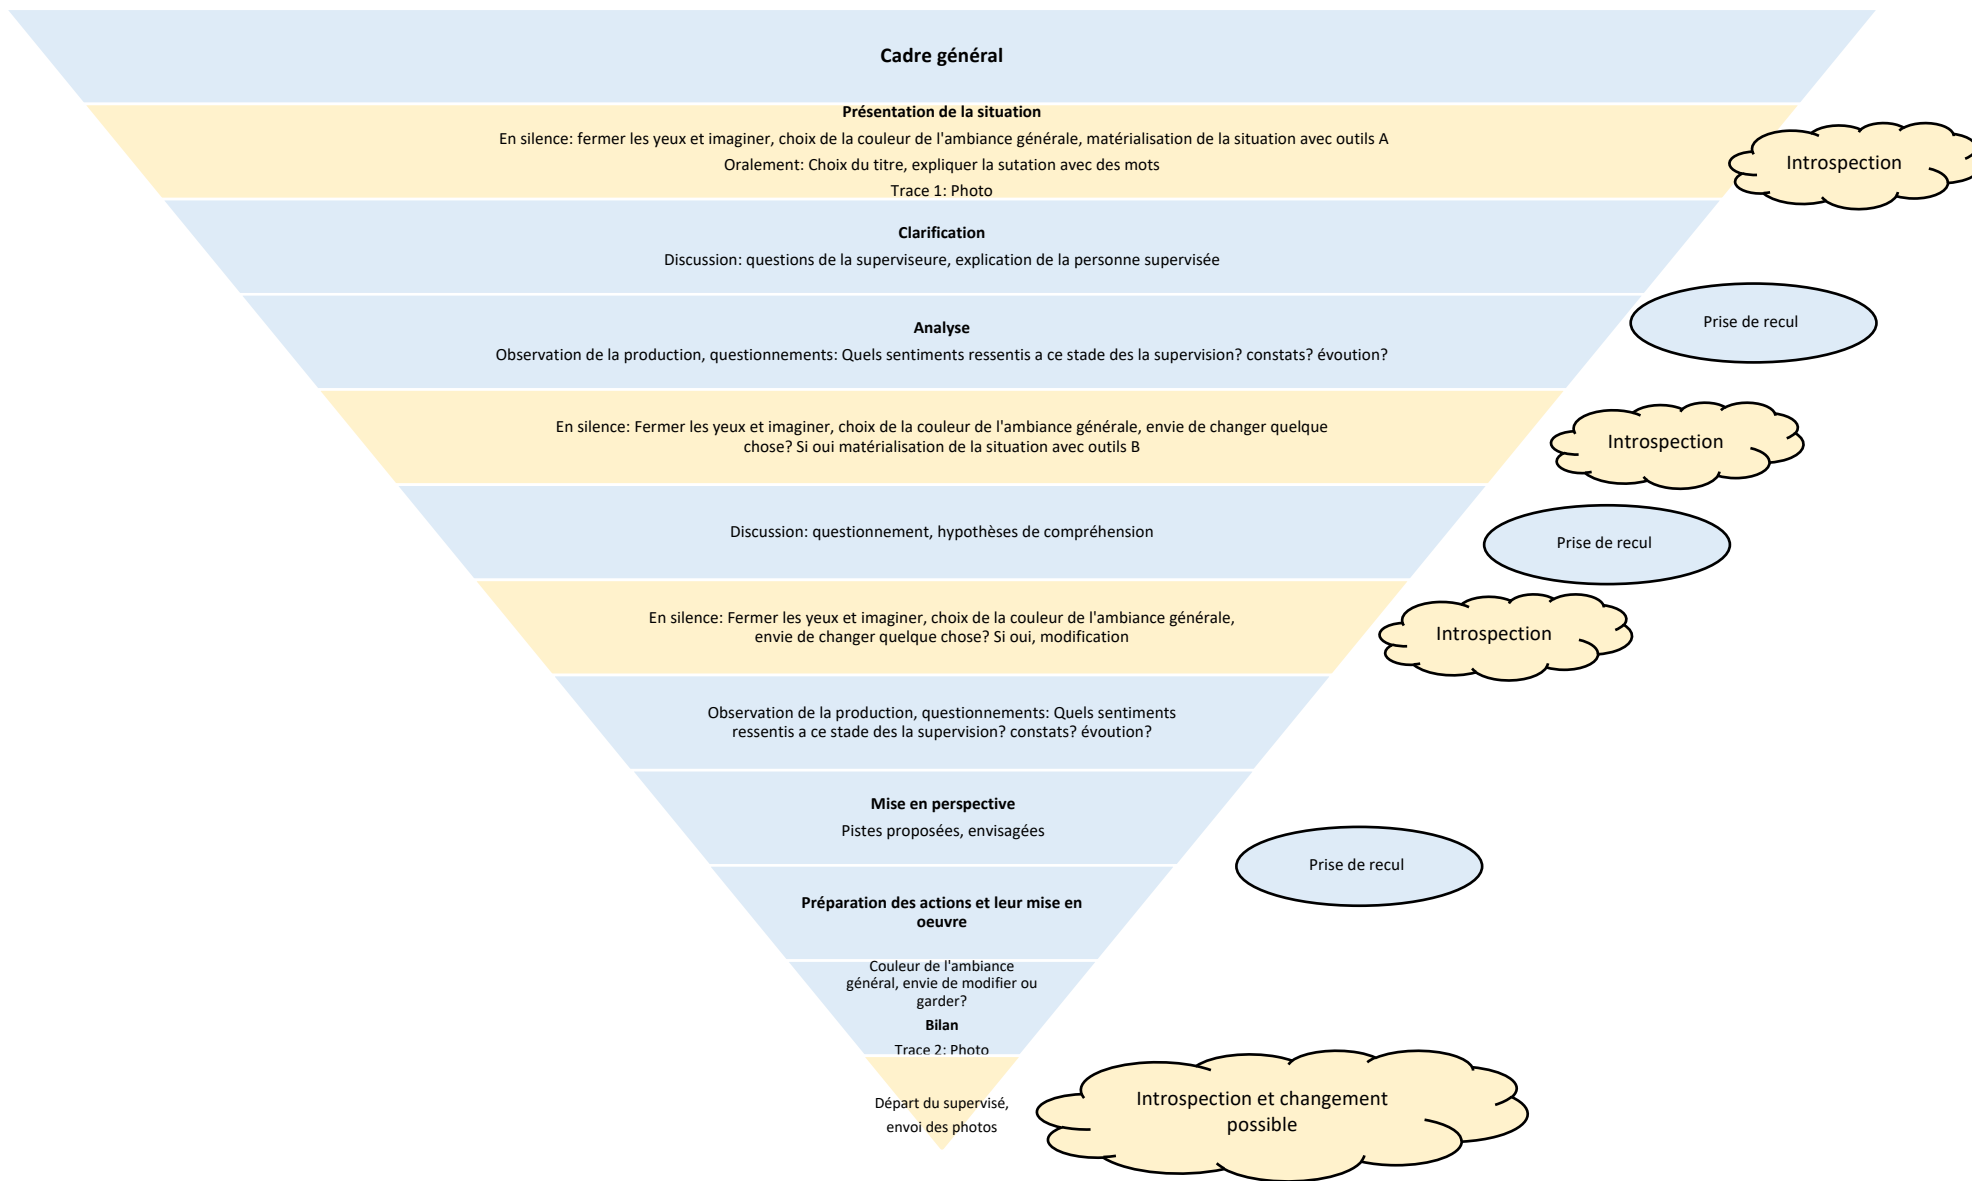 Cadre général
Présentation de la situation
En silence: fermer les yeux et imaginer, choix de la couleur de l'ambiance générale, matérialisation de la situation avec outils A
Oralement: Choix du titre, expliquer la sutation avec des mots
Trace 1: Photo
Introspection
Clarification
Discussion: questions de la superviseure, explication de la personne supervisée
Analyse
Observation de la production, questionnements: Quels sentiments ressentis a ce stade des la supervision? constats? évoution?
Prise de recul
En silence: Fermer les yeux et imaginer, choix de la couleur de l'ambiance générale, envie de changer quelque
chose? Si oui matérialisation de la situation avec outils B
Introspection
Discussion: questionnement, hypothèses de compréhension
Prise de recul
En silence: Fermer les yeux et imaginer, choix de la couleur de l'ambiance générale,
envie de changer quelque chose? Si oui, modification
Introspection
Observation de la production, questionnements: Quels sentiments
ressentis a ce stade des la supervision? constats? évoution?
Mise en perspective
Pistes proposées, envisagées
Prise de recul
Préparation des actions et leur mise en
oeuvre
Couleur de l'ambiance
général, envie de modifier ou
garder?
Bilan
Trace 2: Photo
Départ du supervisé,
envoi des photos
Introspection et changement
possible